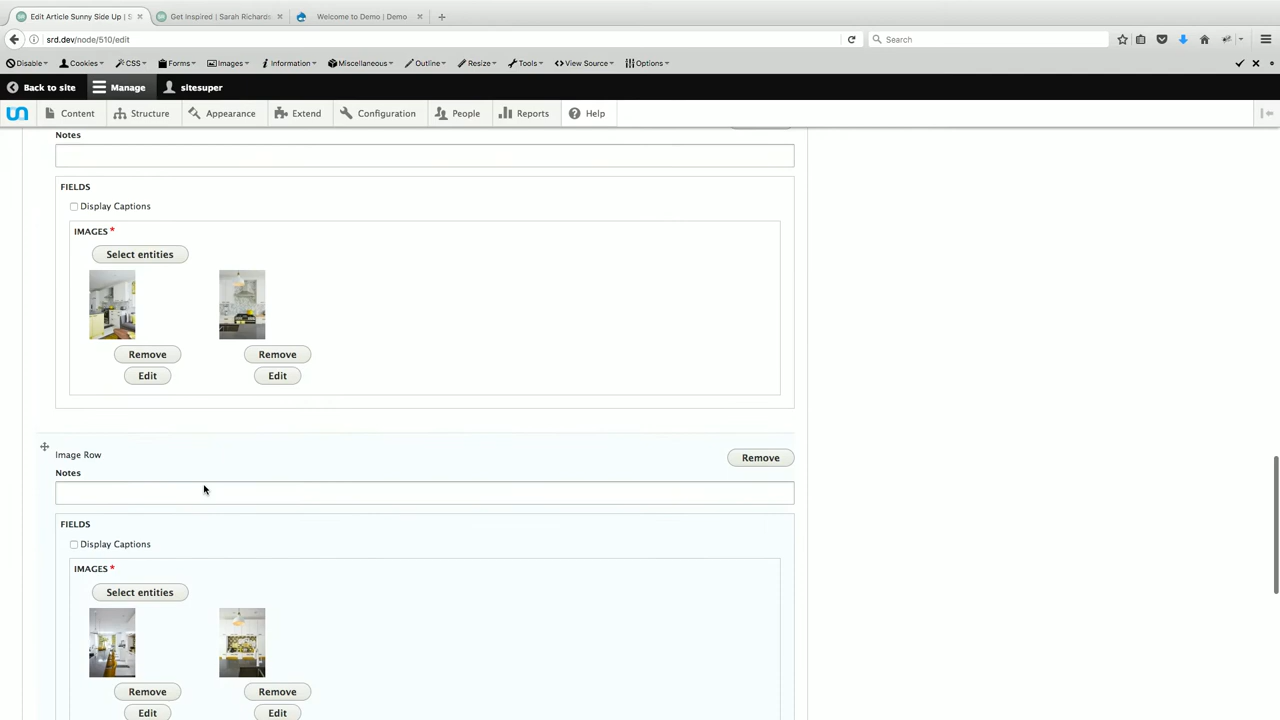 Edit Article Sunny Side Up | S
Get Inspired | Sarah Richards
Welcome to Demo | Demo
srd.dev/node/510/edit
Search
Disable
Cookies
CSS
Forms
Images
Information
Miscellaneous
Outline
Resize
Tools
View Source
Options
Back to site
Manage
sitesuper
Content
Structure
Appearance
Extend
Configuration
People
Reports
Help
Notes
FIELDS
Display Captions
IMAGES *
Select entities
Remove Remove
Edit Edit
Image Row
Remove
Notes
FIELDS
Display Captions
IMAGES *
Select entities
Remove Remove
Edit Edit